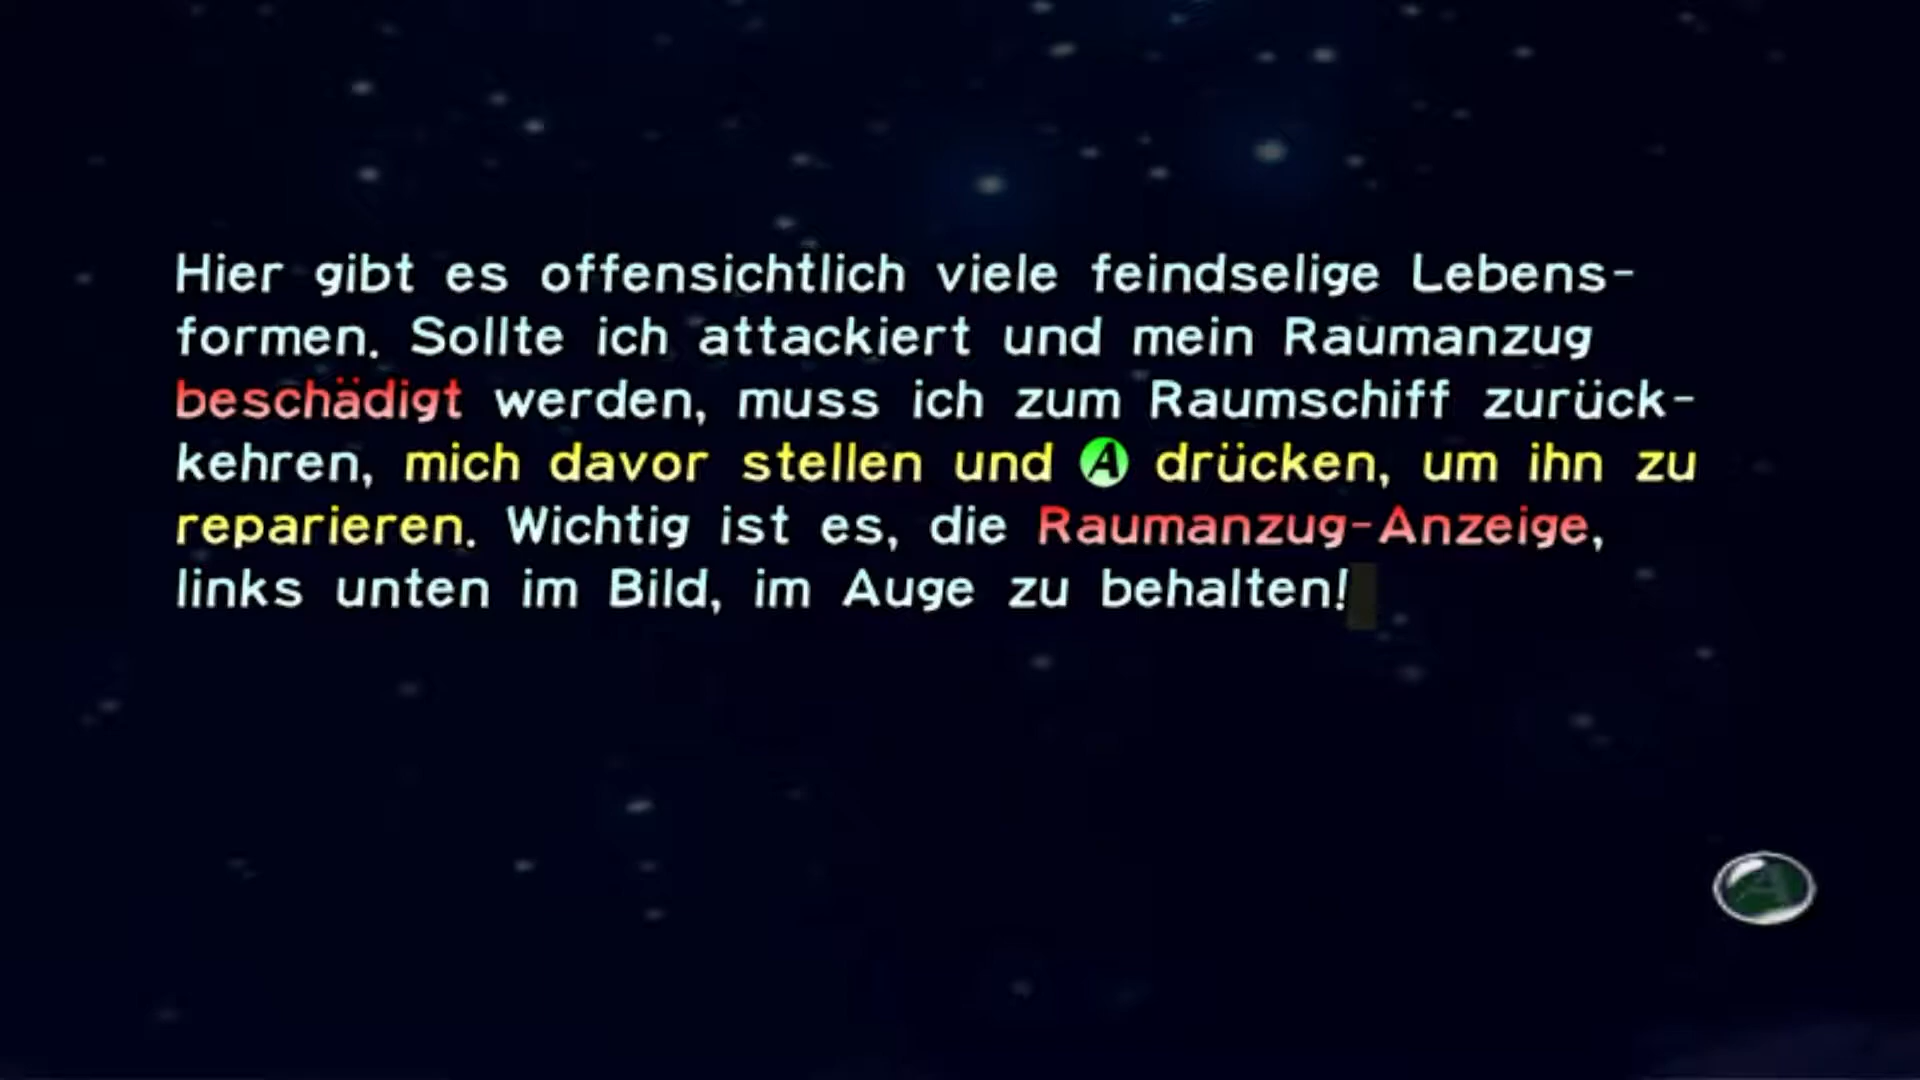 Hier gibt es offensichtlich viele feindselige Lebens-
formen. Sollte ich attackiert und mein Raumanzug
beschädigt werden, muss ich zum Raumschiff zurück-
kehren, mich davor stellen und A drücken, um ihn zu
reparieren. Wichtig ist es, die Raumanzug-Anzeige,
links unten im Bild, im Auge zu behalten!
A